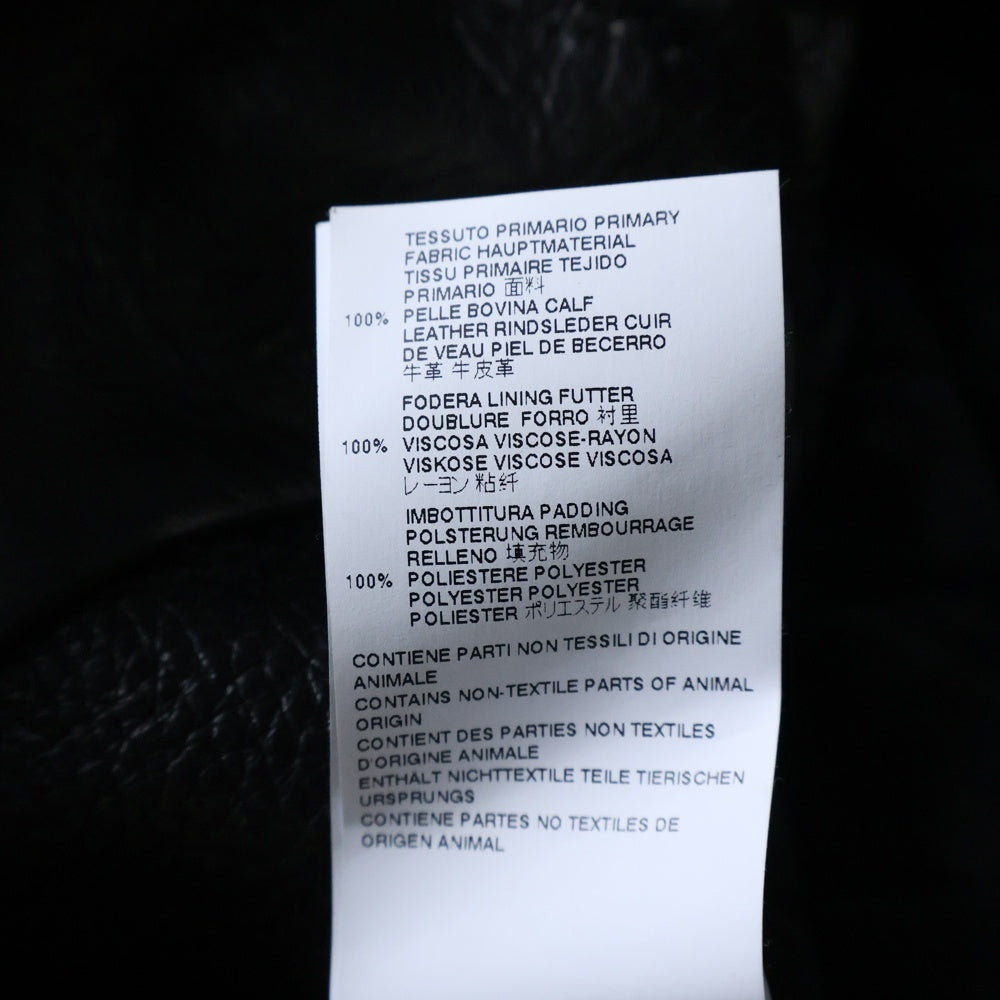 TESSUTO PRIMARIO PRIMARY
FABRIC HAUPTMATERIAL
TISSU PRIMAIRE TEJIDO
PRIMARIO 面料
100% PELLE BOVINA CALF
LEATHER RINDSLEDER CUIR
DE VEAU PIEL DE BECERRO
牛革 牛皮革
FODERA LINING FUTTER
DOUBLURE FORRO 衬里
100% VISCOSA VISCOSE-RAYON
VISKOSE VISCOSE VISCOSA
レーヨン 粘纤
IMBOTTITURA PADDING
POLSTERUNG REMBOURRAGE
RELLENO 填充物
100% POLIESTERE POLYESTER
POLYESTER POLYESTER
POLIESTER ポリエステル 聚酯纤维
CONTIENE PARTI NON TESSILI DI ORIGINE
ANIMALE
CONTAINS NON-TEXTILE PARTS OF ANIMAL
ORIGIN
CONTIENT DES PARTIES NON TEXTILES
D'ORIGINE ANIMALE
ENTHÄLT NICHTTEXTILE TEILE TIERISCHEN
URSPRUNGS
CONTIENE PARTES NO TEXTILES DE
ORIGEN ANIMAL